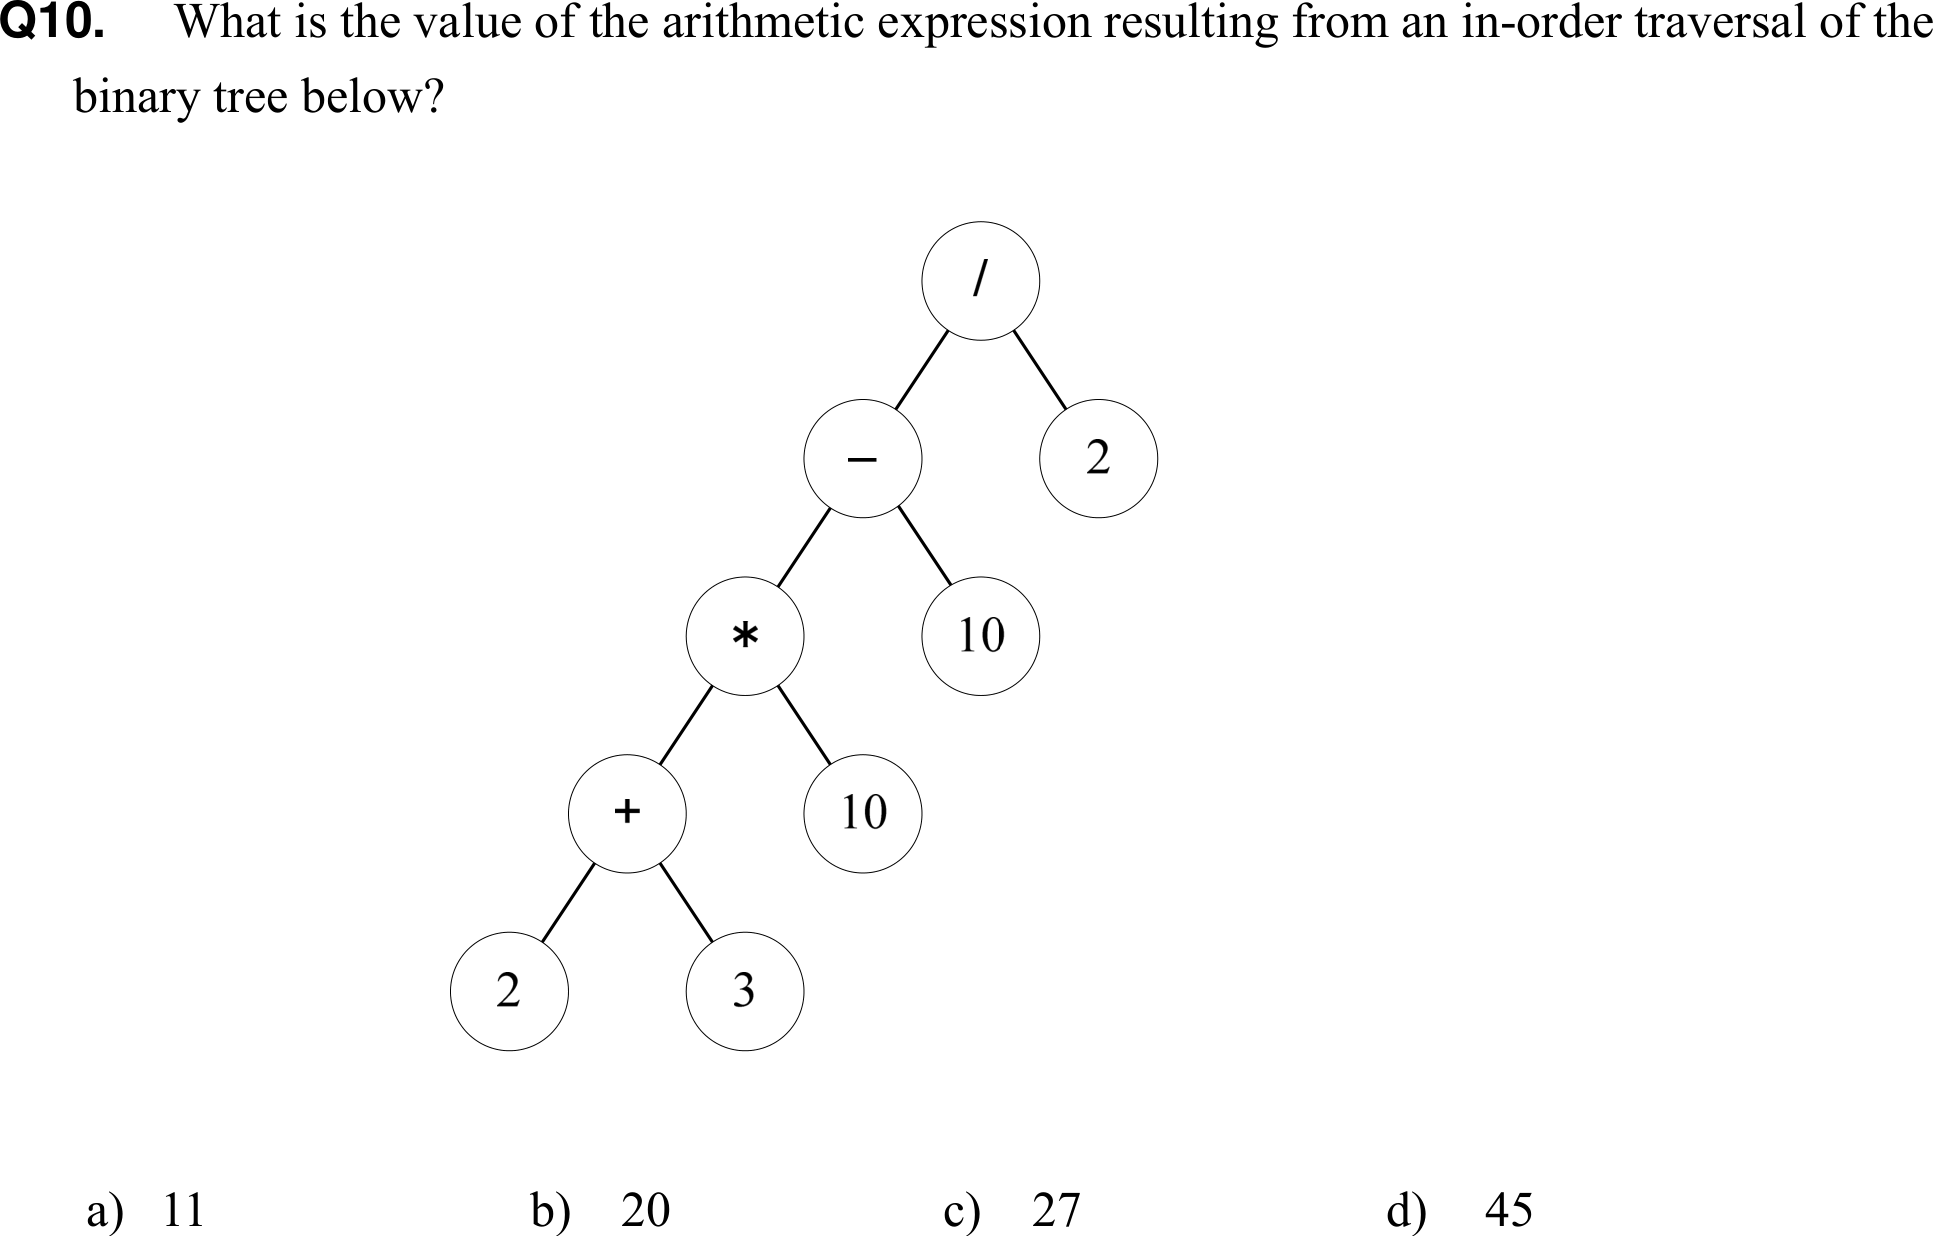 Q10. What is the value of the arithmetic expression resulting from an in-order traversal of the
binary tree below?
/
− 2
* 10
+ 10
2 3
a) 11 b) 20 c) 27 d) 45